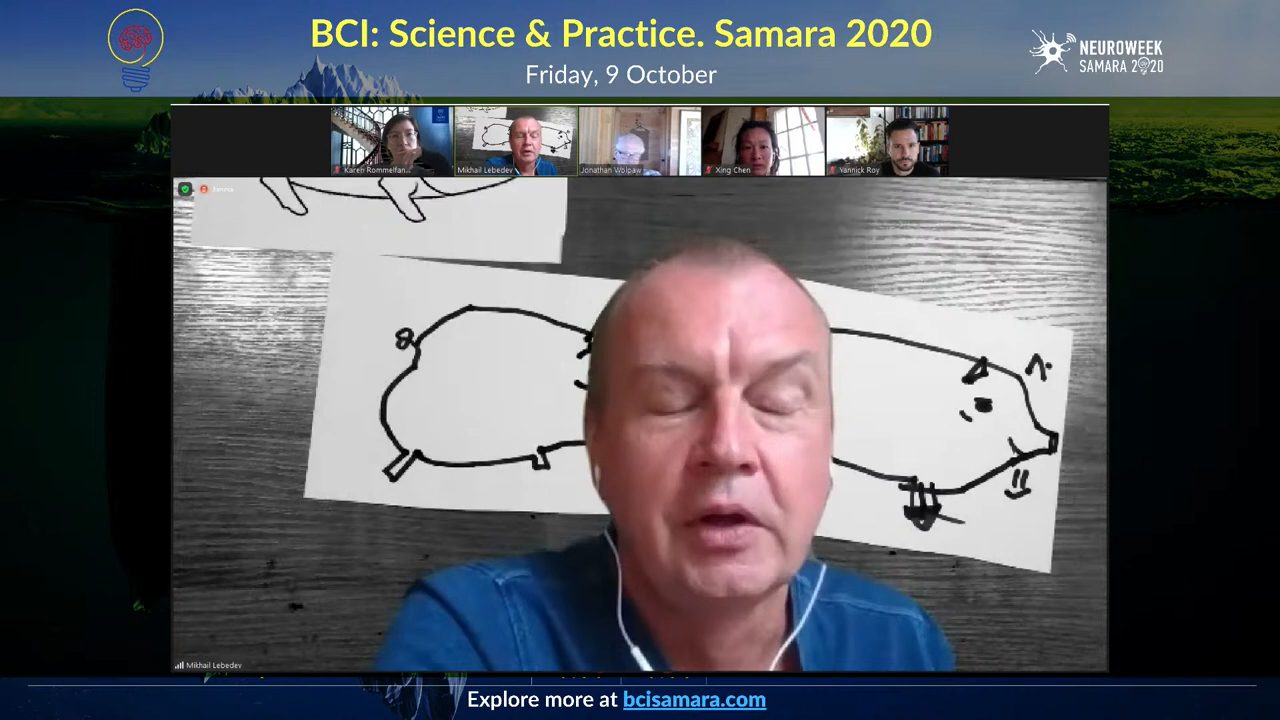 BCI: Science & Practice. Samara 2020
Friday, 9 October
NEUROWEEK
SAMARA 2020
Karen Rommelfan...
Mikhail Lebedev
Jonathan Wolpaw
Xing Chen
Yannick Roy
Mikhail Lebedev
Explore more at bcisamara.com